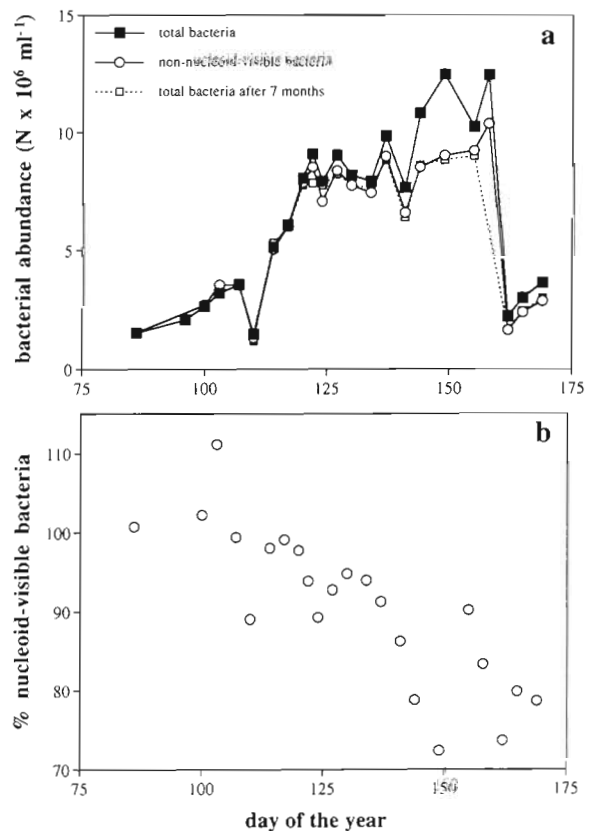 15
10
5
0
bacterial abundance (N x 10⁶ ml⁻¹)
a
total bacteria
non-nucleoid-visible bacteria
total bacteria after 7 months
75
100
125
150
175
b
110
100
90
80
70
% nucleoid-visible bacteria
75
100
125
175
day of the year